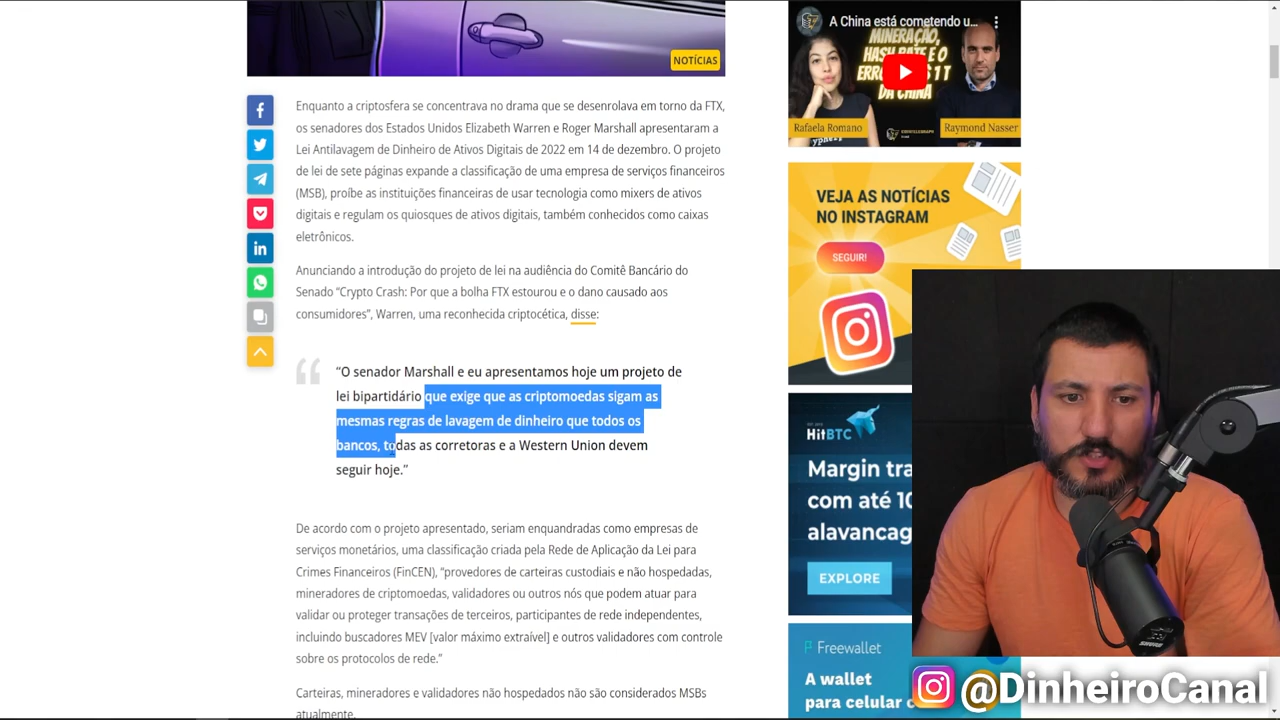 NOTÍCIAS
Enquanto a criptosfera se concentrava no drama que se desenrolava em torno da FTX,
os senadores dos Estados Unidos Elizabeth Warren e Roger Marshall apresentaram a
Lei Antilavagem de Dinheiro de Ativos Digitais de 2022 em 14 de dezembro. O projeto
de lei de sete páginas expande a classificação de uma empresa de serviços financeiros
(MSB), proíbe as instituições financeiras de usar tecnologia como mixers de ativos
digitais e regulam os quiosques de ativos digitais, também conhecidos como caixas
eletrônicos.
Anunciando a introdução do projeto de lei na audiência do Comitê Bancário do
Senado “Crypto Crash: Por que a bolha FTX estourou e o dano causado aos
consumidores”, Warren, uma reconhecida criptocética, disse:
“O senador Marshall e eu apresentamos hoje um projeto de
lei bipartidário que exige que as criptomoedas sigam as
mesmas regras de lavagem de dinheiro que todos os
bancos, todas as corretoras e a Western Union devem
seguir hoje.”
De acordo com o projeto apresentado, seriam enquandradas como empresas de
serviços monetários, uma classificação criada pela Rede de Aplicação da Lei para
Crimes Financeiros (FinCEN), “provedores de carteiras custodiais e não hospedadas,
mineradores de criptomoedas, validadores ou outros nós que podem atuar para
validar ou proteger transações de terceiros, participantes de rede independentes,
incluindo buscadores MEV [valor máximo extraível] e outros validadores com controle
sobre os protocolos de rede.”
Carteiras, mineradores e validadores não hospedados não são considerados MSBs
atualmente.
A China está cometendo u...
MINERAÇÃO,
HASH RATE E O
DA CHINA
Rafaela Romano
Raymond Nasser
VEJA AS NOTÍCIAS
NO INSTAGRAM
SEGUIR!
HitBTC
Margin tra
com até 10
alavancag
EXPLORE
Freewallet
A wallet
para celular
@DinheiroCanal